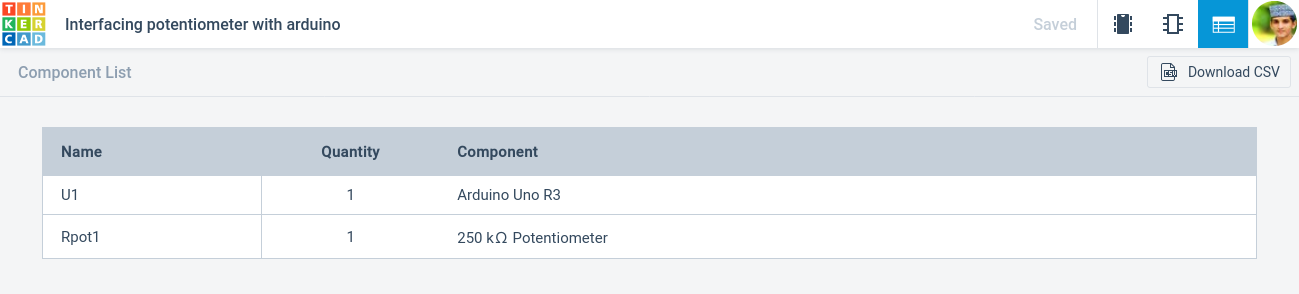 TIN
KER
CAD
Interfacing potentiometer with arduino
Saved
Component List
Download CSV
Name Quantity Component
U1 1 Arduino Uno R3
Rpot1 1 250 kΩ Potentiometer